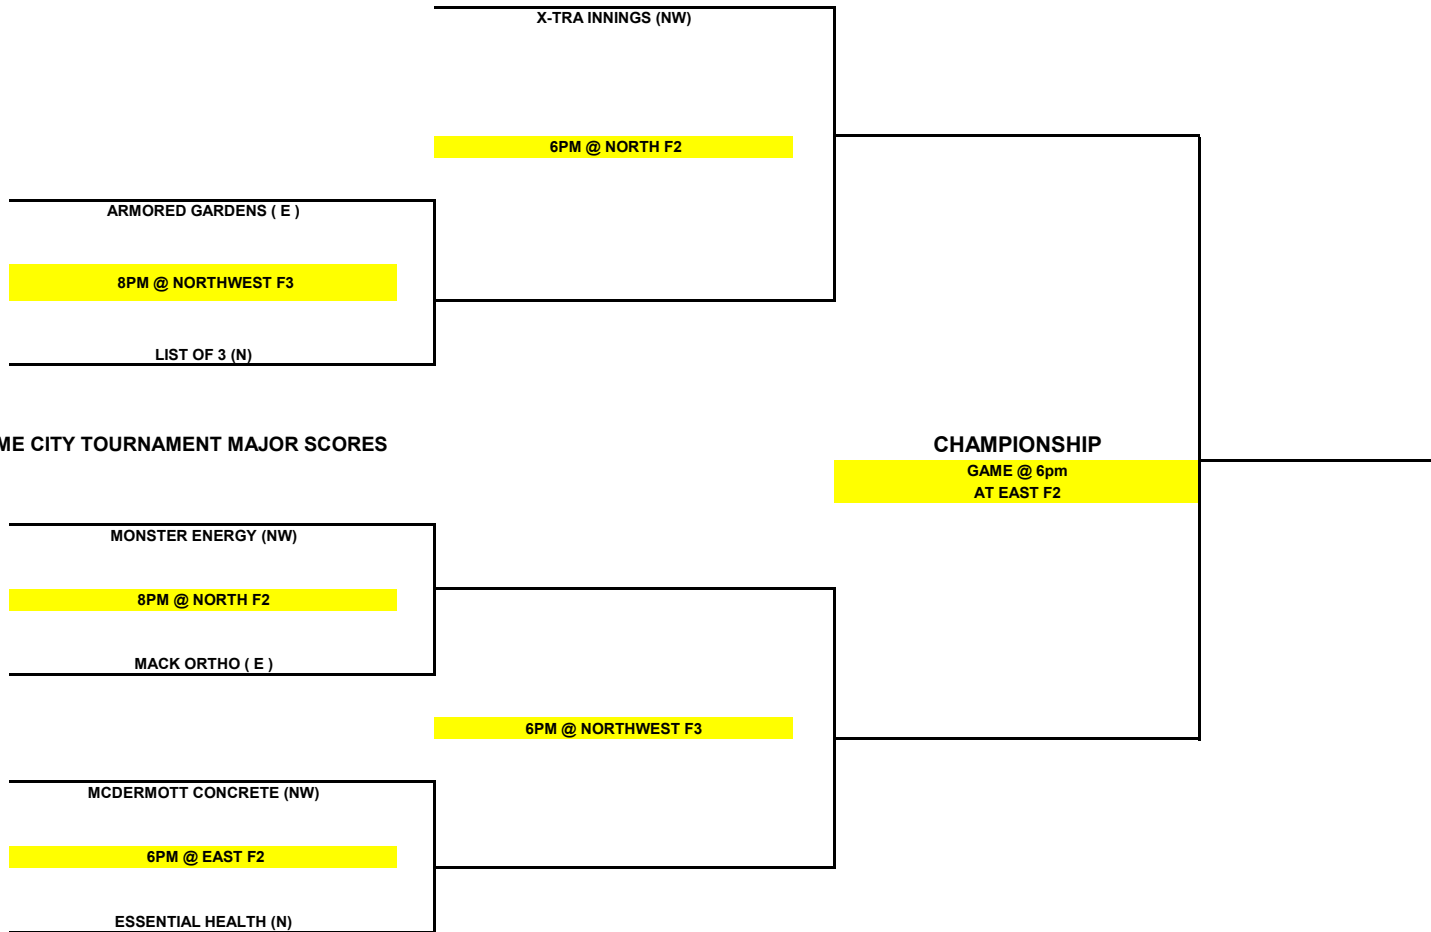 X-TRA INNINGS (NW)
6PM @ NORTH F2
ARMORED GARDENS ( E )
8PM @ NORTHWEST F3
LIST OF 3 (N)
ME CITY TOURNAMENT MAJOR SCORES
CHAMPIONSHIP
GAME @ 6pm
AT EAST F2
MONSTER ENERGY (NW)
8PM @ NORTH F2
MACK ORTHO ( E )
6PM @ NORTHWEST F3
MCDERMOTT CONCRETE (NW)
6PM @ EAST F2
ESSENTIAL HEALTH (N)